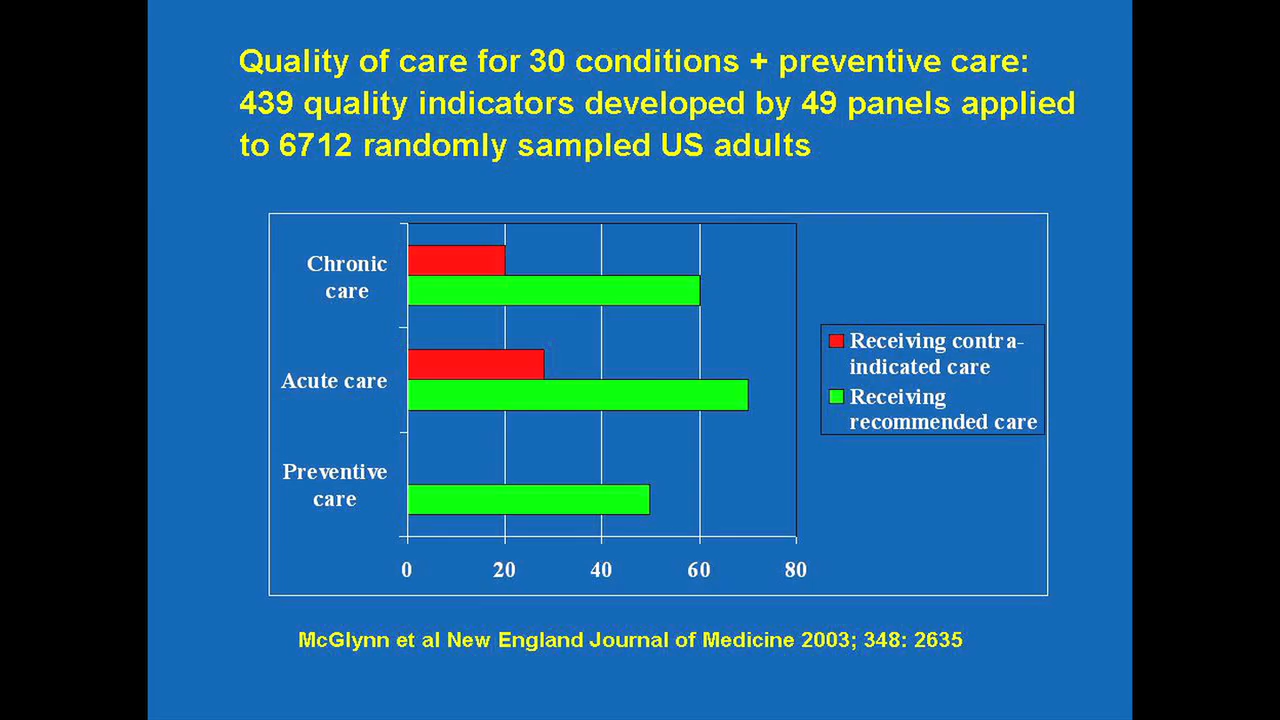 Quality of care for 30 conditions + preventive care:
439 quality indicators developed by 49 panels applied
to 6712 randomly sampled US adults
Chronic
care
Acute care
Preventive
care
0 20 40 60 80
Receiving contra-
indicated care
Receiving
recommended care
McGlynn et al New England Journal of Medicine 2003; 348: 2635